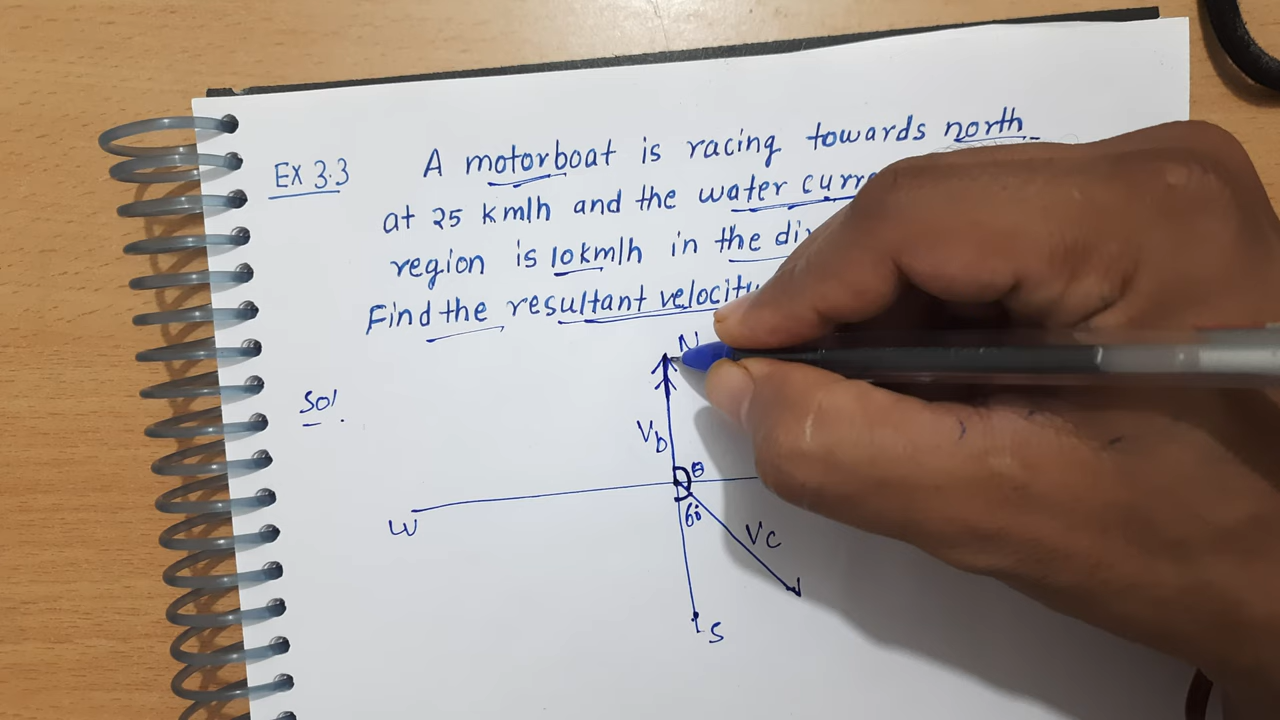 EX 3.3 A motorboat is racing towards north
at 25 km/h and the water curre
region is 10km/h in the di
Find the resultant velocity
N
Sol.
Vb
θ
60
W
Vc
S